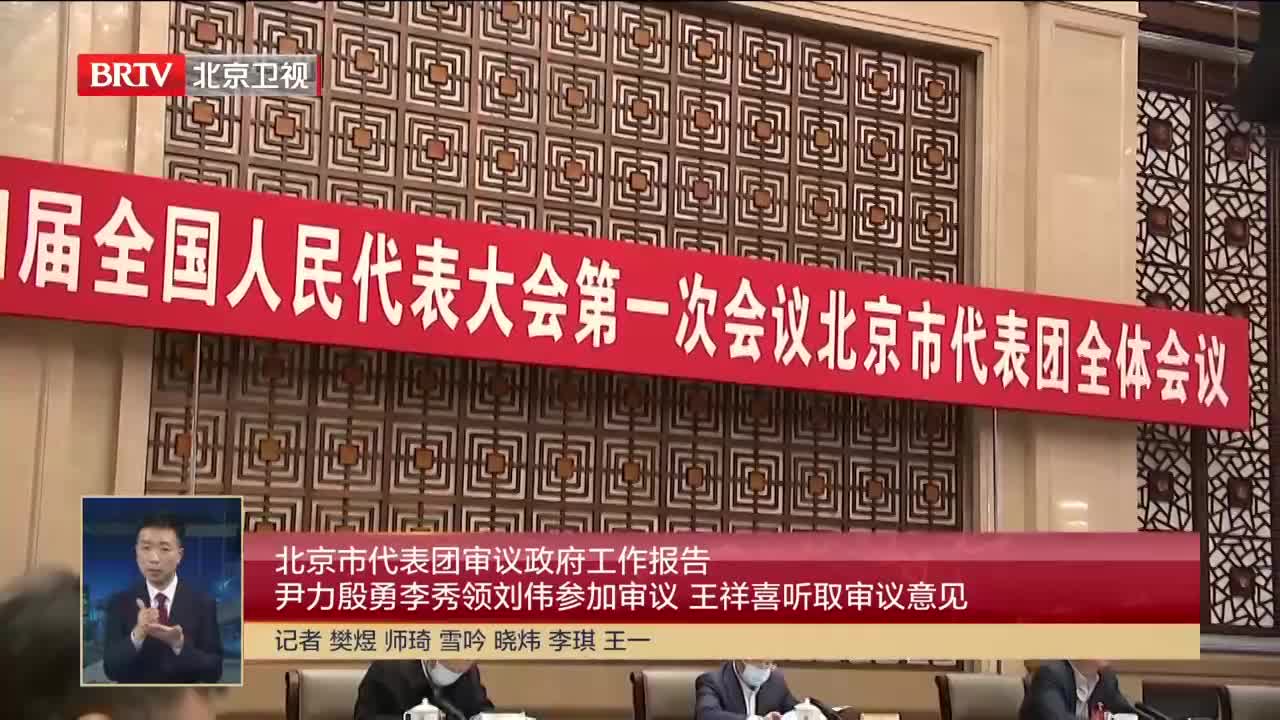 BRTV 北京卫视
届全国人民代表大会第一次会议北京市代表团全体会议
北京市代表团审议政府工作报告
尹力殷勇李秀领刘伟参加审议 王祥喜听取审议意见
记者 樊煜 师琦 雪吟 晓炜 李琪 王一